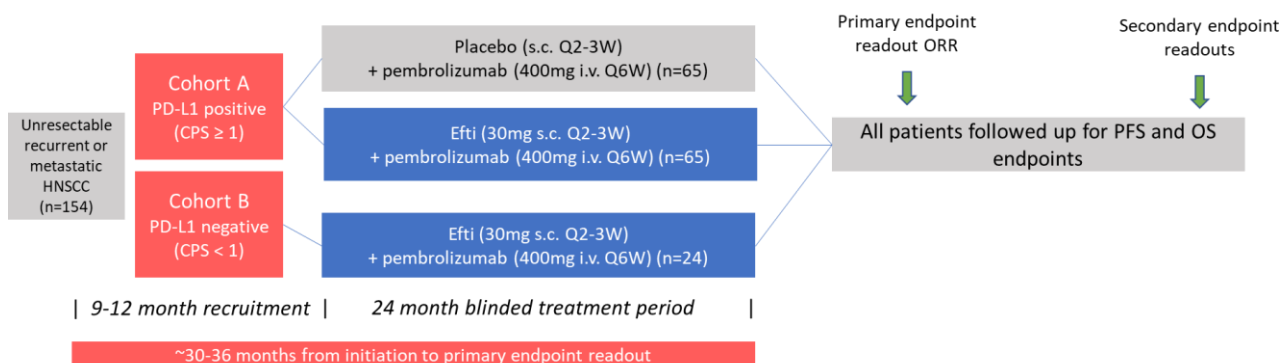 Unresectable
recurrent or
metastatic
HNSCC
(n=154)
Cohort A
PD-L1 positive
(CPS ≥ 1)
Cohort B
PD-L1 negative
(CPS < 1)
Placebo (s.c. Q2-3W)
+ pembrolizumab (400mg i.v. Q6W) (n=65)
Efti (30mg s.c. Q2-3W)
+ pembrolizumab (400mg i.v. Q6W) (n=65)
Efti (30mg s.c. Q2-3W)
+ pembrolizumab (400mg i.v. Q6W) (n=24)
Primary endpoint
readout ORR
Secondary endpoint
readouts
All patients followed up for PFS and OS
endpoints
| 9-12 month recruitment | 24 month blinded treatment period |
~30-36 months from initiation to primary endpoint readout